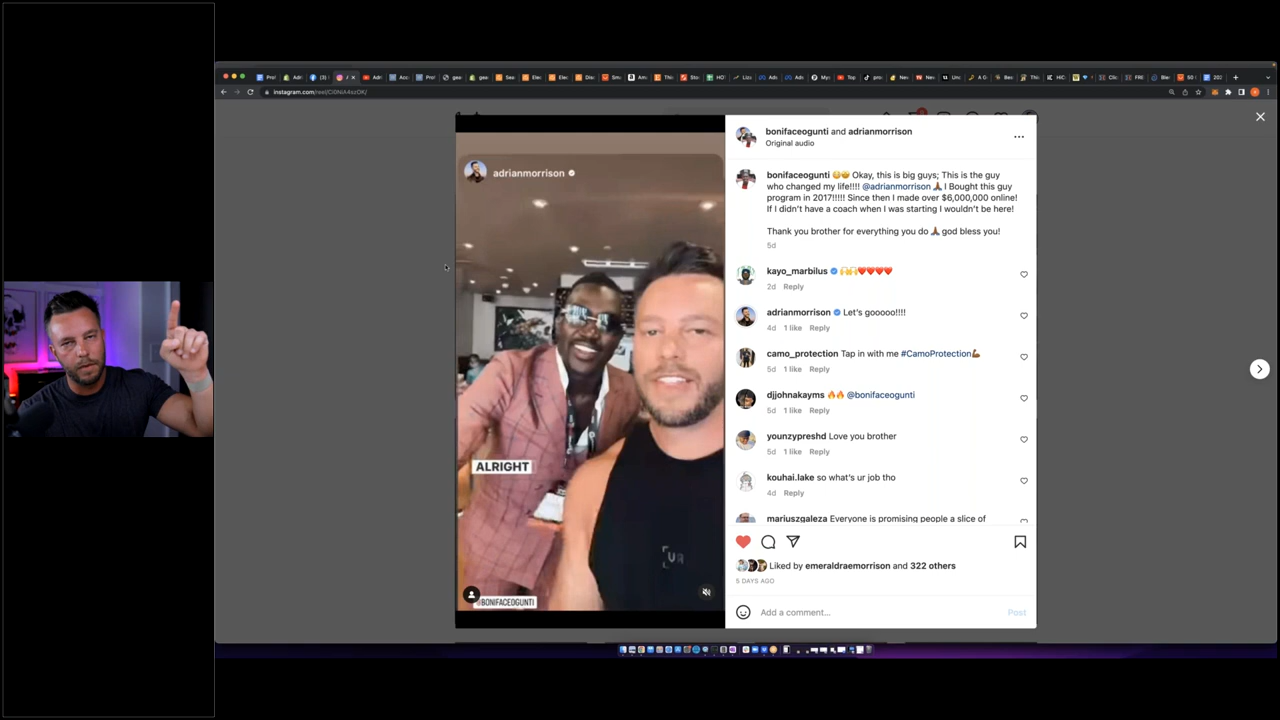 instagram.com/reel/
adrianmorrison
ALRIGHT
@BONIFACEOGUNTI
bonifaceogunti and adrianmorrison
Original audio
bonifaceogunti 😳🤩 Okay, this is big guys; This is the guy
who changed my life!!!! @adrianmorrison 🙏🏾 I Bought this guy
program in 2017!!!!! Since then I made over $6,000,000 online!
If I didn't have a coach when I was starting I wouldn't be here!
Thank you brother for everything you do 🙏🏾 god bless you!
5d
kayo_marbilus 🙌🙌❤️❤️❤️❤️
2d Reply
adrianmorrison Let's gooooo!!!!
4d 1 like Reply
camo_protection Tap in with me #CamoProtection💪🏾
5d 1 like Reply
djjohnakayms 🔥🔥 @bonifaceogunti
5d 1 like Reply
younzypreshd Love you brother
5d 1 like Reply
kouhai.lake so what's ur job tho
4d Reply
mariuszgaleza Everyone is promising people a slice of
Liked by emeraldraemorrison and 322 others
5 DAYS AGO
Add a comment...
Post